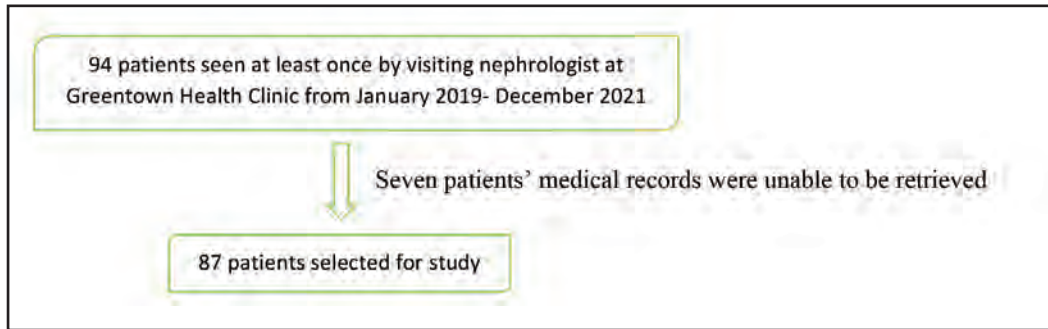 94 patients seen at least once by visiting nephrologist at
Greentown Health Clinic from January 2019- December 2021
Seven patients’ medical records were unable to be retrieved
87 patients selected for study